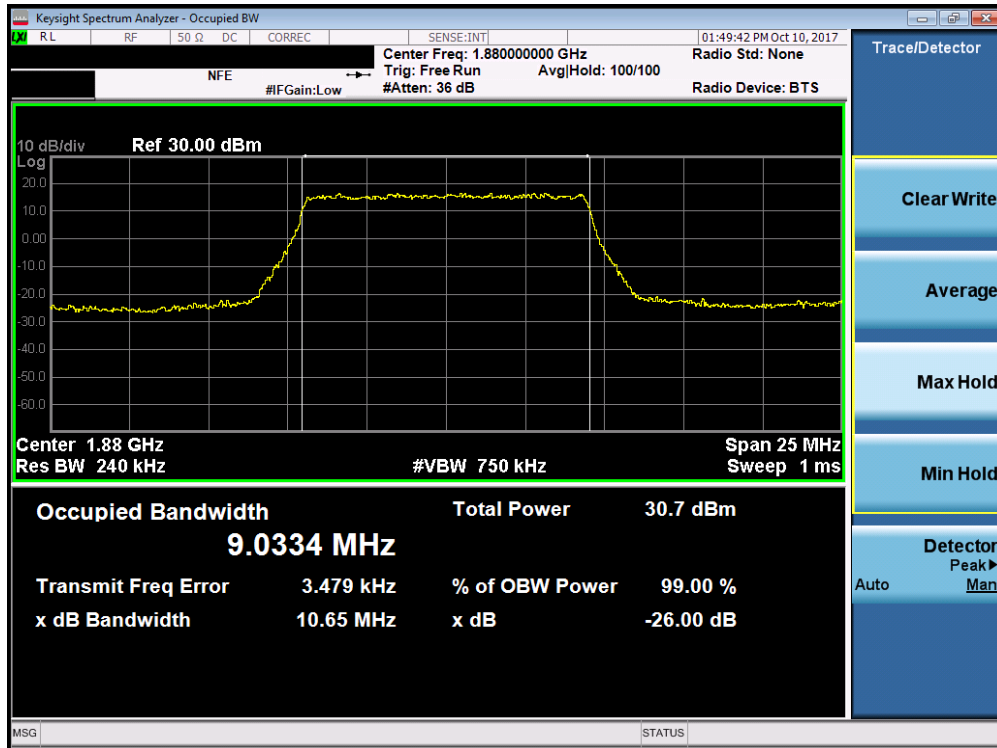 Keysight Spectrum Analyzer - Occupied BW
LXI RL RF 50 Ω DC CORREC SENSE:INT 01:49:42 PM Oct 10, 2017
Center Freq: 1.880000000 GHz Radio Std: None
NFE Trig: Free Run Avg|Hold: 100/100
#IFGain:Low #Atten: 36 dB Radio Device: BTS
Trace/Detector
10 dB/div Ref 30.00 dBm
Log
20.0
10.0
0.00
-10.0
-20.0
-30.0
-40.0
-50.0
-60.0
Center 1.88 GHz Span 25 MHz
Res BW 240 kHz #VBW 750 kHz Sweep 1 ms
Occupied Bandwidth Total Power 30.7 dBm
9.0334 MHz
Transmit Freq Error 3.479 kHz % of OBW Power 99.00 %
x dB Bandwidth 10.65 MHz x dB -26.00 dB
Clear Write
Average
Max Hold
Min Hold
Detector
Peak▶
Auto Man
MSG STATUS